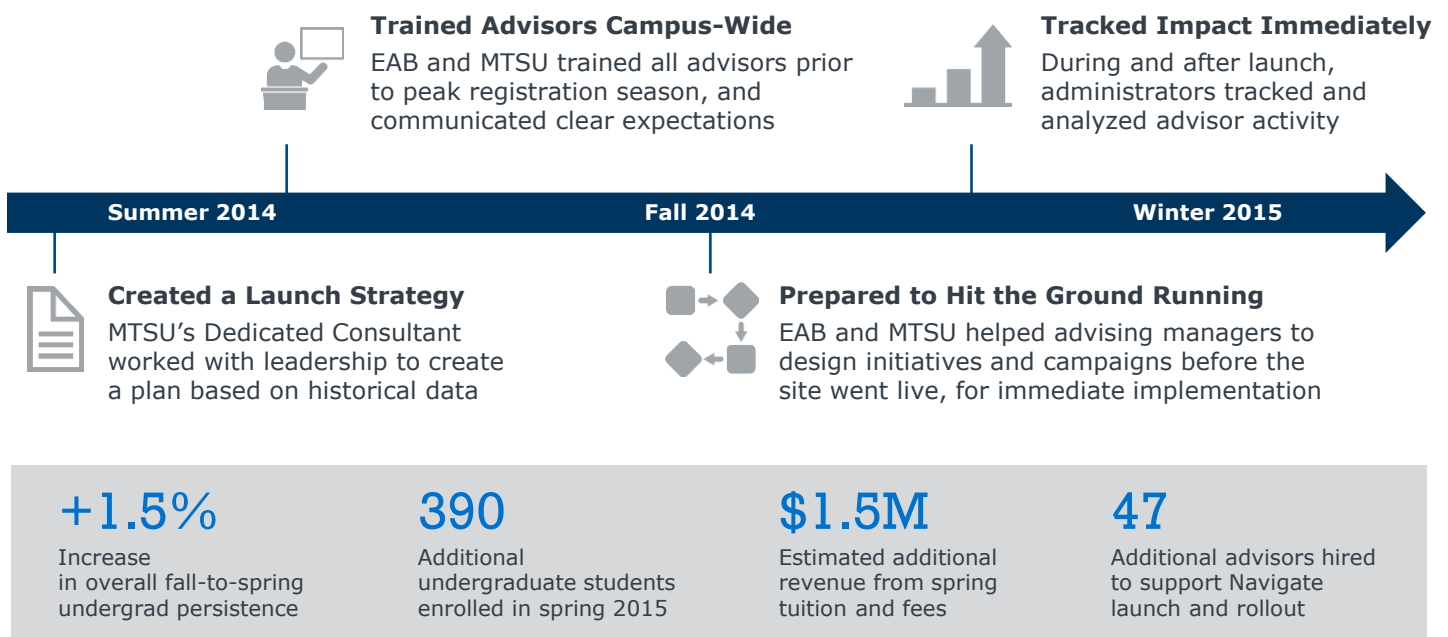 Trained Advisors Campus-Wide
EAB and MTSU trained all advisors prior
to peak registration season, and
communicated clear expectations
Tracked Impact Immediately
During and after launch,
administrators tracked and
analyzed advisor activity
Summer 2014
Fall 2014
Winter 2015
Created a Launch Strategy
MTSU's Dedicated Consultant
worked with leadership to create
a plan based on historical data
Prepared to Hit the Ground Running
EAB and MTSU helped advising managers to
design initiatives and campaigns before the
site went live, for immediate implementation
+1.5%
Increase
in overall fall-to-spring
undergrad persistence
390
Additional
undergraduate students
enrolled in spring 2015
$1.5M
Estimated additional
revenue from spring
tuition and fees
47
Additional advisors hired
to support Navigate
launch and rollout